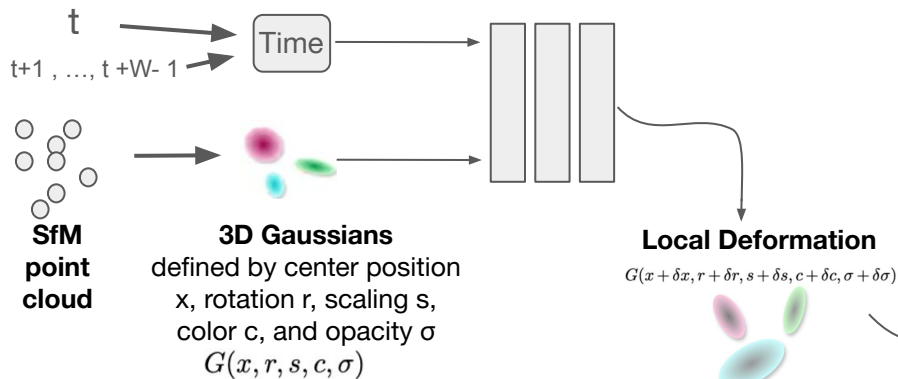 t
Time
t+1 , ..., t +W- 1
SfM
point
cloud
3D Gaussians
defined by center position
x, rotation r, scaling s,
color c, and opacity σ
G(x, r, s, c, σ)
Local Deformation
G(x + δx, r + δr, s + δs, c + δc, σ + δσ)